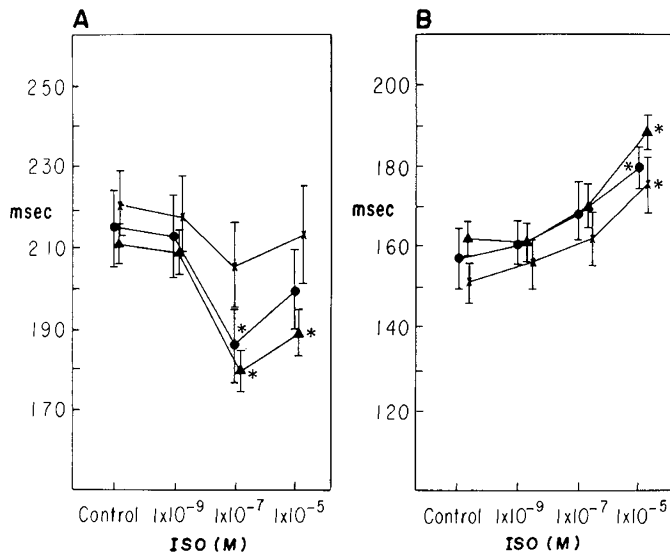 A
250
230
msec
210
190
170
Control 1x10⁻⁹ 1x10⁻⁷ 1x10⁻⁵
ISO (M)
*
*
*
B
200
180
msec
160
140
120
Control 1x10⁻⁹ 1x10⁻⁷ 1x10⁻⁵
ISO (M)
*
*
*